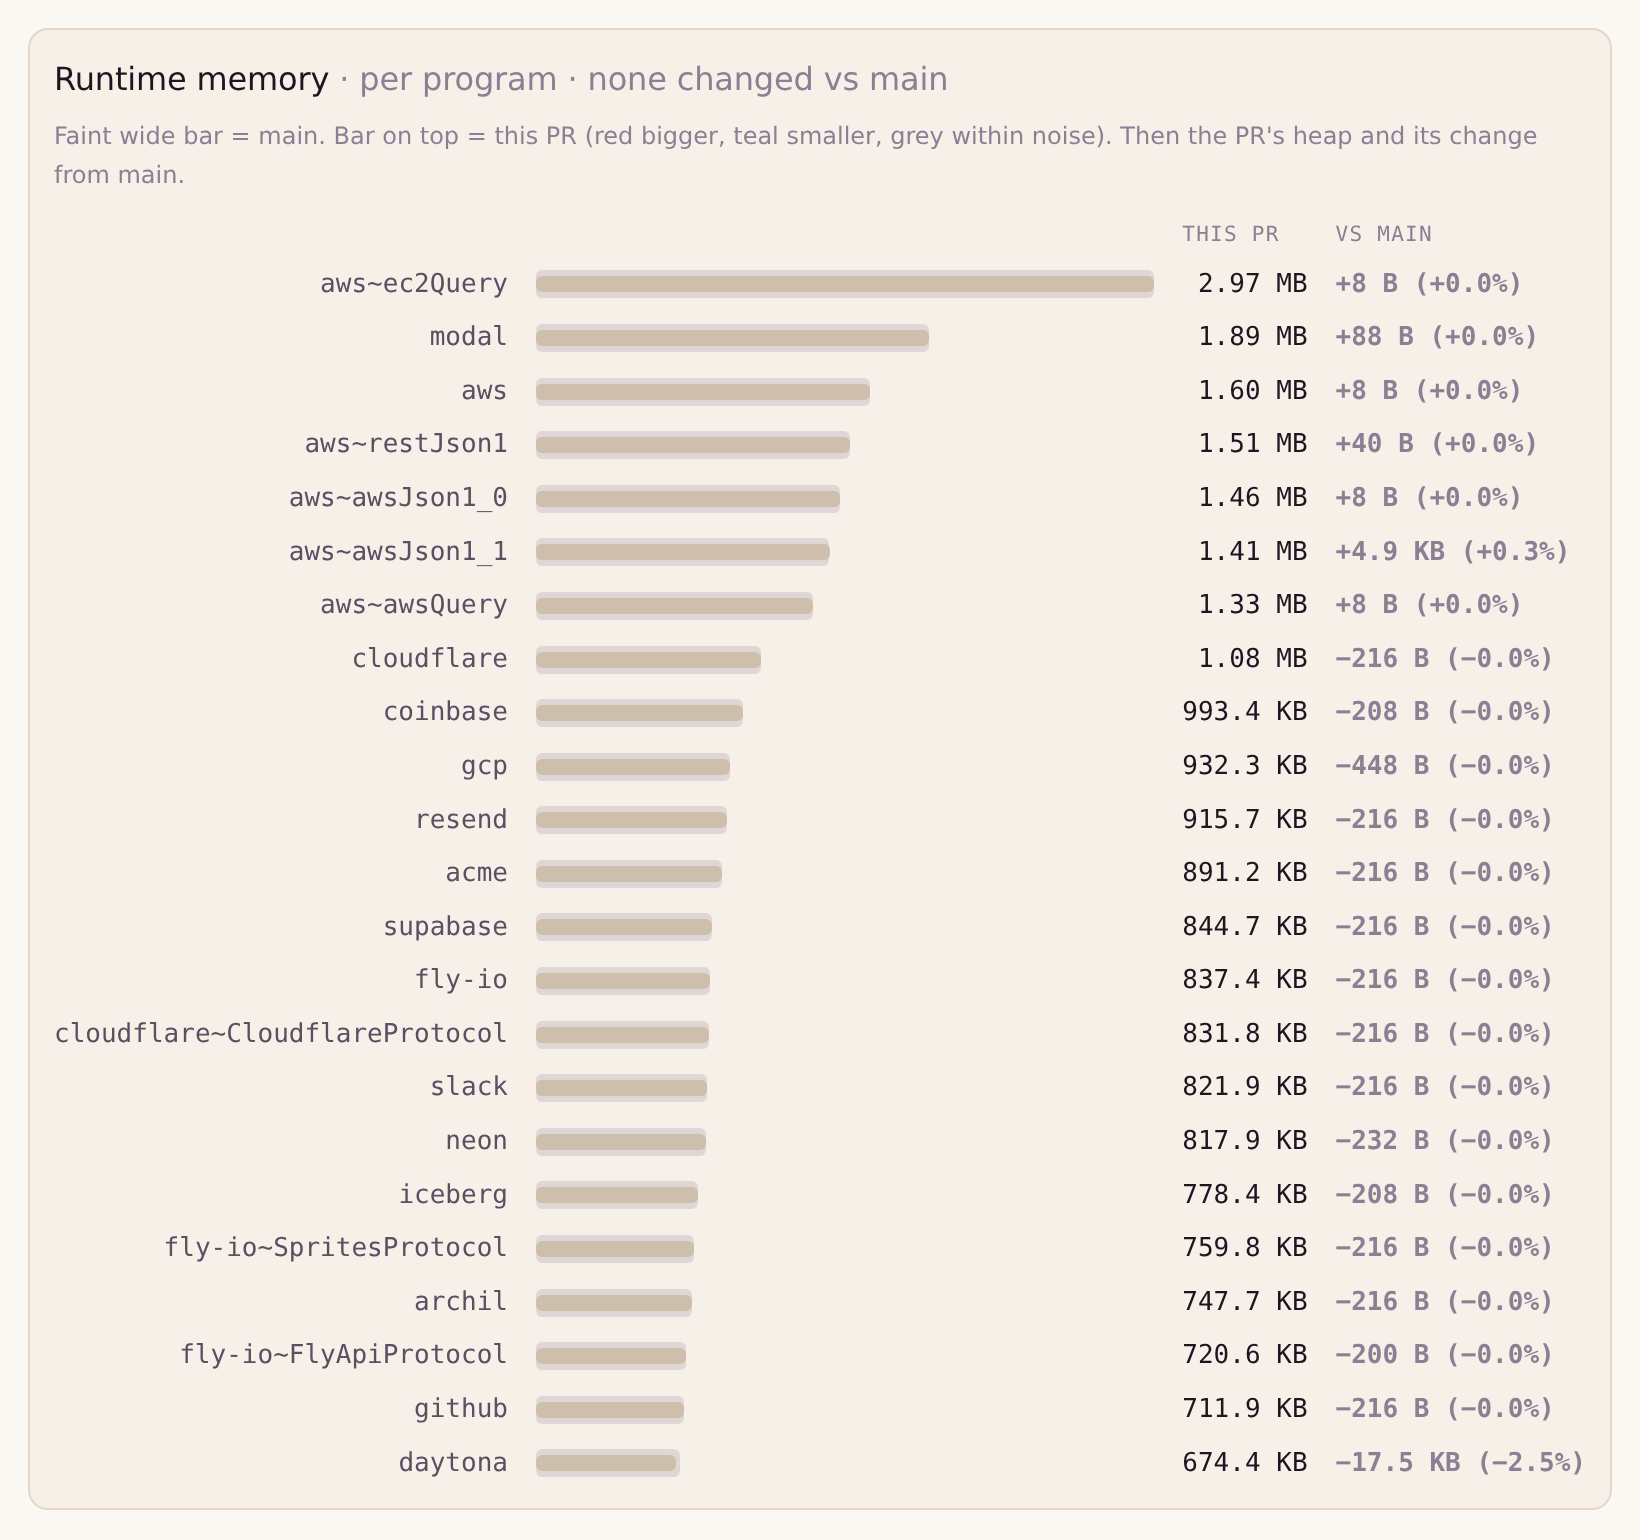 Runtime memory · per program · none changed vs main
Faint wide bar = main. Bar on top = this PR (red bigger, teal smaller, grey within noise). Then the PR's heap and its change
from main.
THIS PR VS MAIN
aws~ec2Query 2.97 MB +8 B (+0.0%)
modal 1.89 MB +88 B (+0.0%)
aws 1.60 MB +8 B (+0.0%)
aws~restJson1 1.51 MB +40 B (+0.0%)
aws~awsJson1_0 1.46 MB +8 B (+0.0%)
aws~awsJson1_1 1.41 MB +4.9 KB (+0.3%)
aws~awsQuery 1.33 MB +8 B (+0.0%)
cloudflare 1.08 MB −216 B (−0.0%)
coinbase 993.4 KB −208 B (−0.0%)
gcp 932.3 KB −448 B (−0.0%)
resend 915.7 KB −216 B (−0.0%)
acme 891.2 KB −216 B (−0.0%)
supabase 844.7 KB −216 B (−0.0%)
fly-io 837.4 KB −216 B (−0.0%)
cloudflare~CloudflareProtocol 831.8 KB −216 B (−0.0%)
slack 821.9 KB −216 B (−0.0%)
neon 817.9 KB −232 B (−0.0%)
iceberg 778.4 KB −208 B (−0.0%)
fly-io~SpritesProtocol 759.8 KB −216 B (−0.0%)
archil 747.7 KB −216 B (−0.0%)
fly-io~FlyApiProtocol 720.6 KB −200 B (−0.0%)
github 711.9 KB −216 B (−0.0%)
daytona 674.4 KB −17.5 KB (−2.5%)